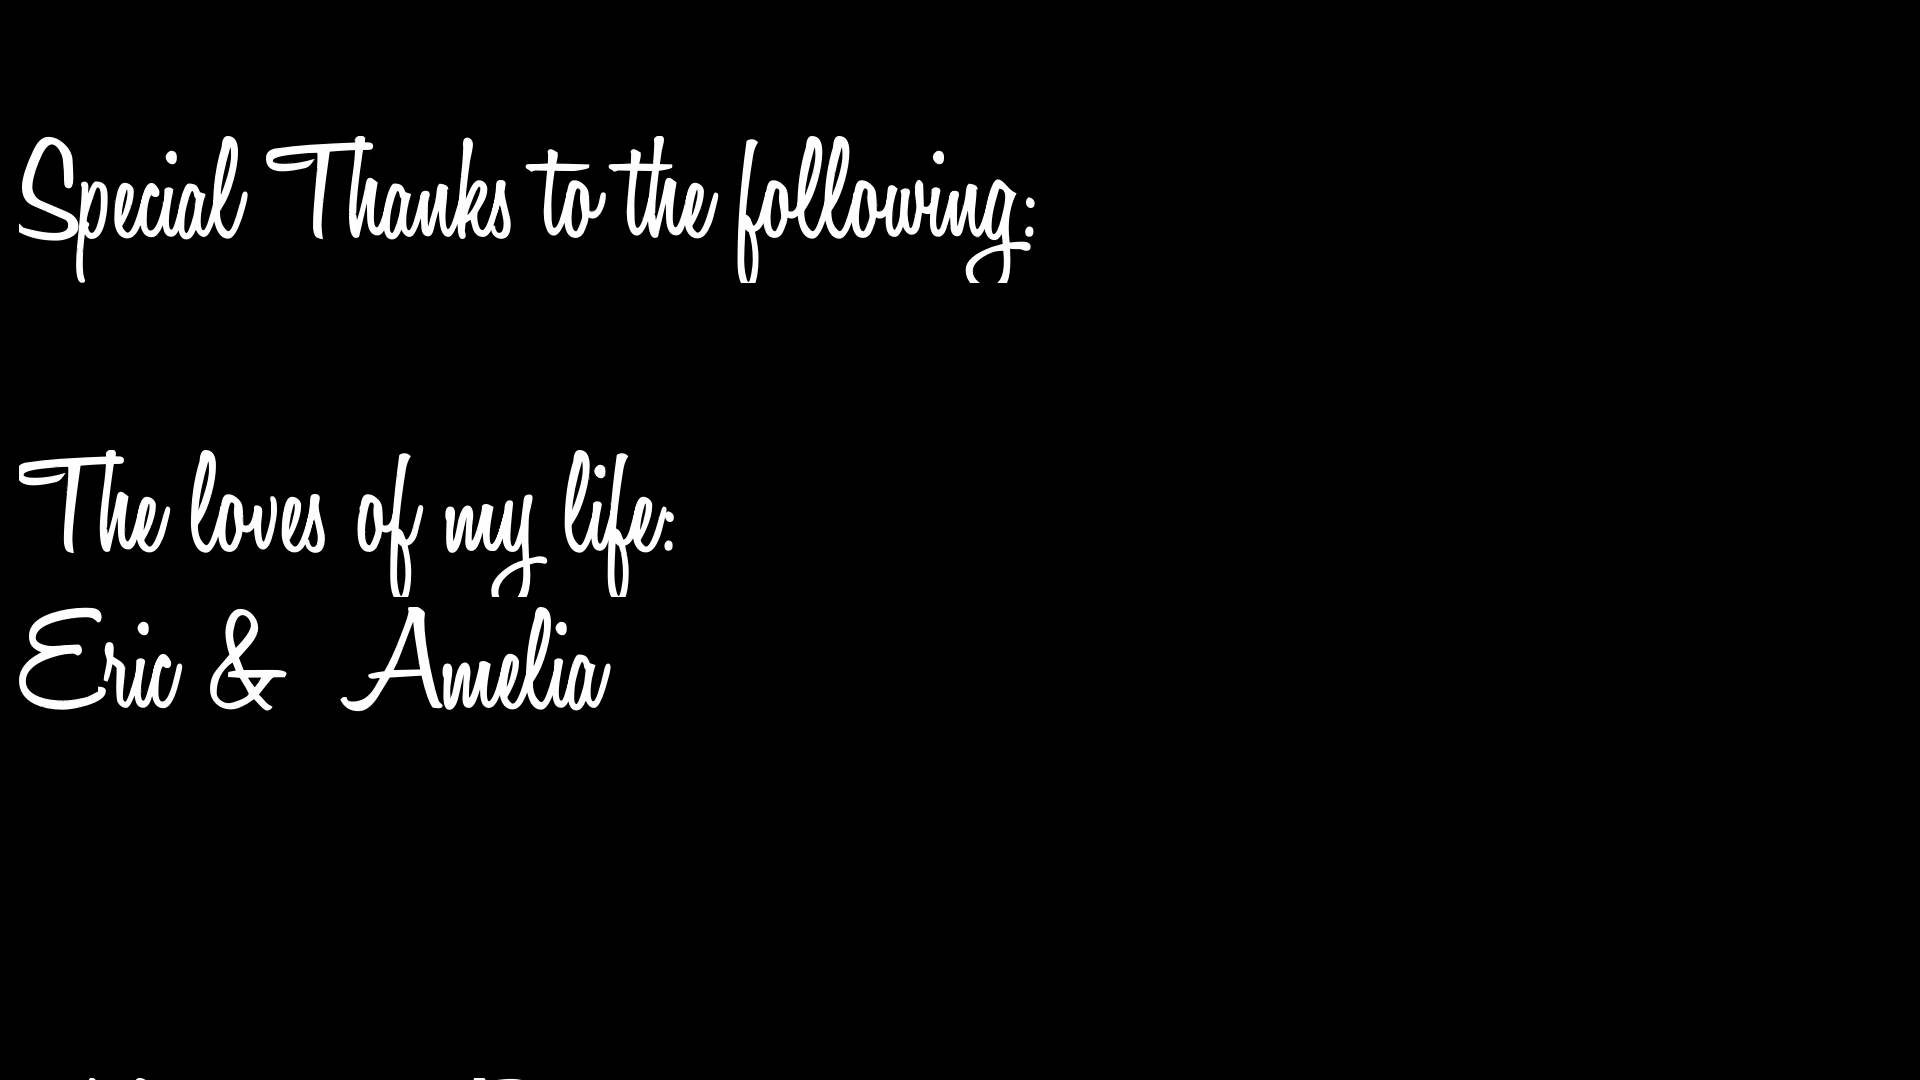 Special Thanks to the following:
The loves of my life:
Eric & Amelia